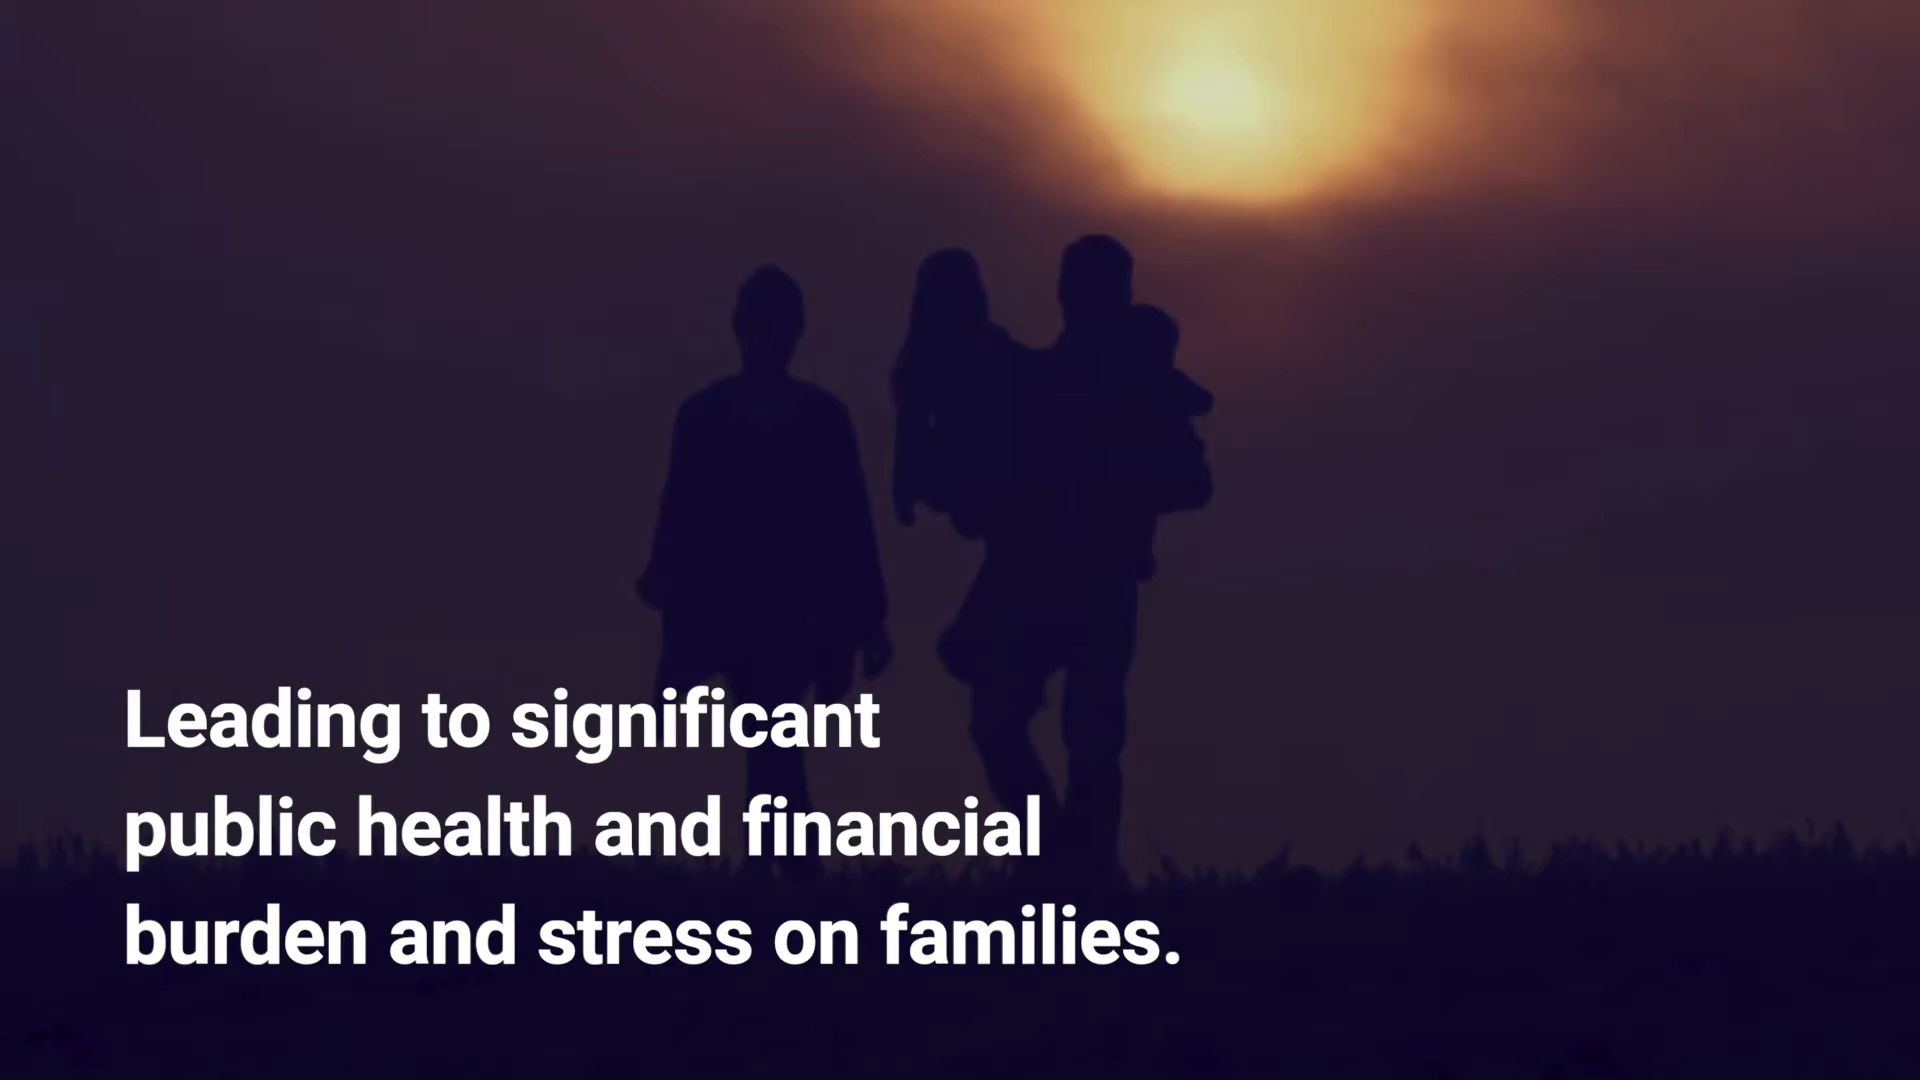 Leading to significant
public health and financial
burden and stress on families.